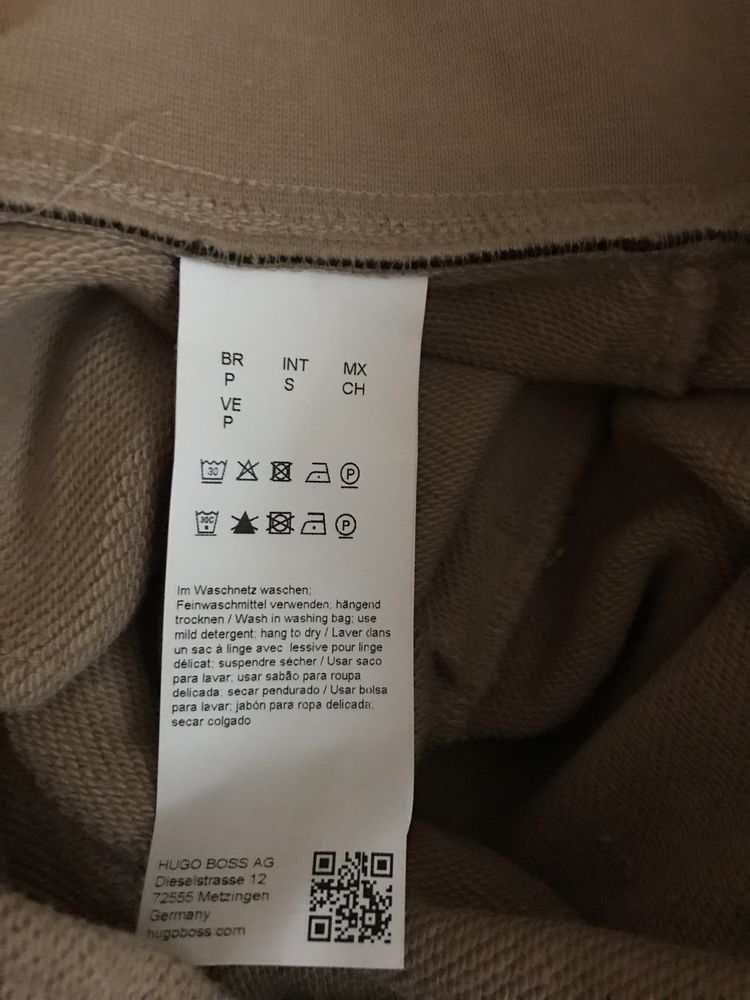 BR INT MX
P S CH
VE
P
30 P
30C P
Im Waschnetz waschen;
Feinwaschmittel verwenden; hängend
trocknen / Wash in washing bag; use
mild detergent; hang to dry / Laver dans
un sac à linge avec lessive pour linge
délicat; suspendre sécher / Usar saco
para lavar; usar sabão para roupa
delicada; secar pendurado / Usar bolsa
para lavar; jabón para ropa delicada;
secar colgado
HUGO BOSS AG
Dieselstrasse 12
72555 Metzingen
Germany
hugoboss.com